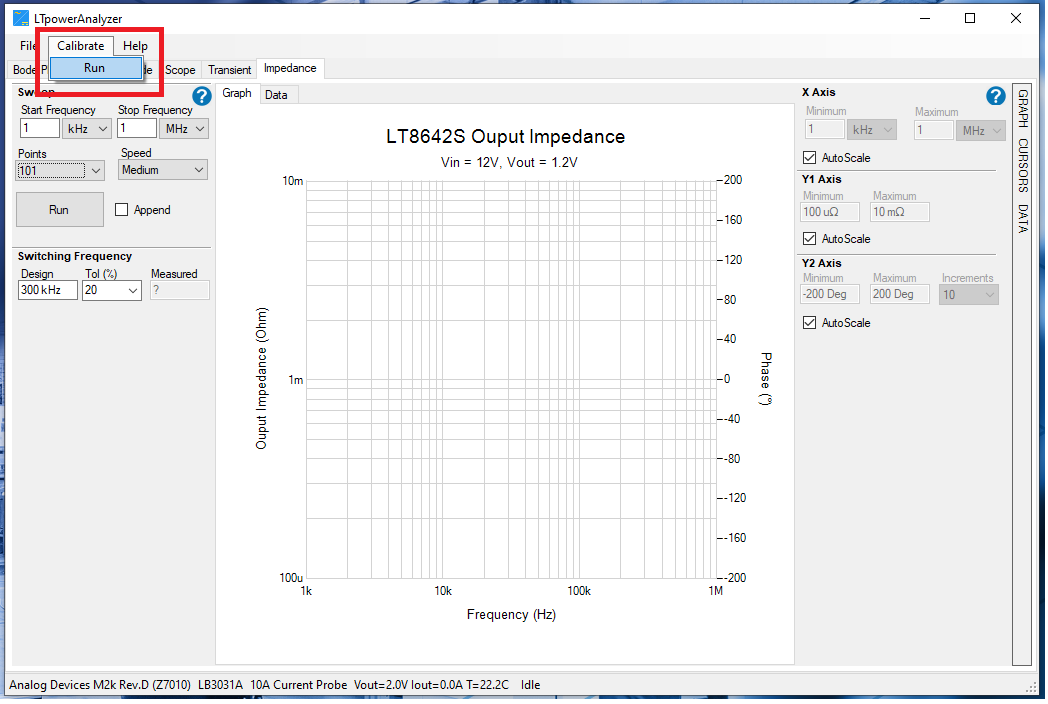 LTpowerAnalyzer
File Calibrate Help
Run
Bode Scope Transient Impedance
Sweep
Start Frequency Stop Frequency
1 kHz 1 MHz
Points Speed
101 Medium
Run Append
Switching Frequency
Design Tol (%) Measured
300 kHz 20 ?
Graph Data
LT8642S Ouput Impedance
Vin = 12V, Vout = 1.2V
Ouput Impedance (Ohm)
10m
1m
100u
200
160
120
80
40
0
-40
-80
-120
-160
-200
Phase (º)
1k 10k 100k 1M
Frequency (Hz)
X Axis
?
Minimum Maximum
1 kHz 1 MHz
AutoScale
Y1 Axis
Minimum Maximum
100 uΩ 10 mΩ
AutoScale
Y2 Axis
Minimum Maximum Increments
-200 Deg 200 Deg 10
AutoScale
GRAPH CURSORS DATA
Analog Devices M2k Rev.D (Z7010) LB3031A 10A Current Probe Vout=2.0V Iout=0.0A T=22.2C Idle